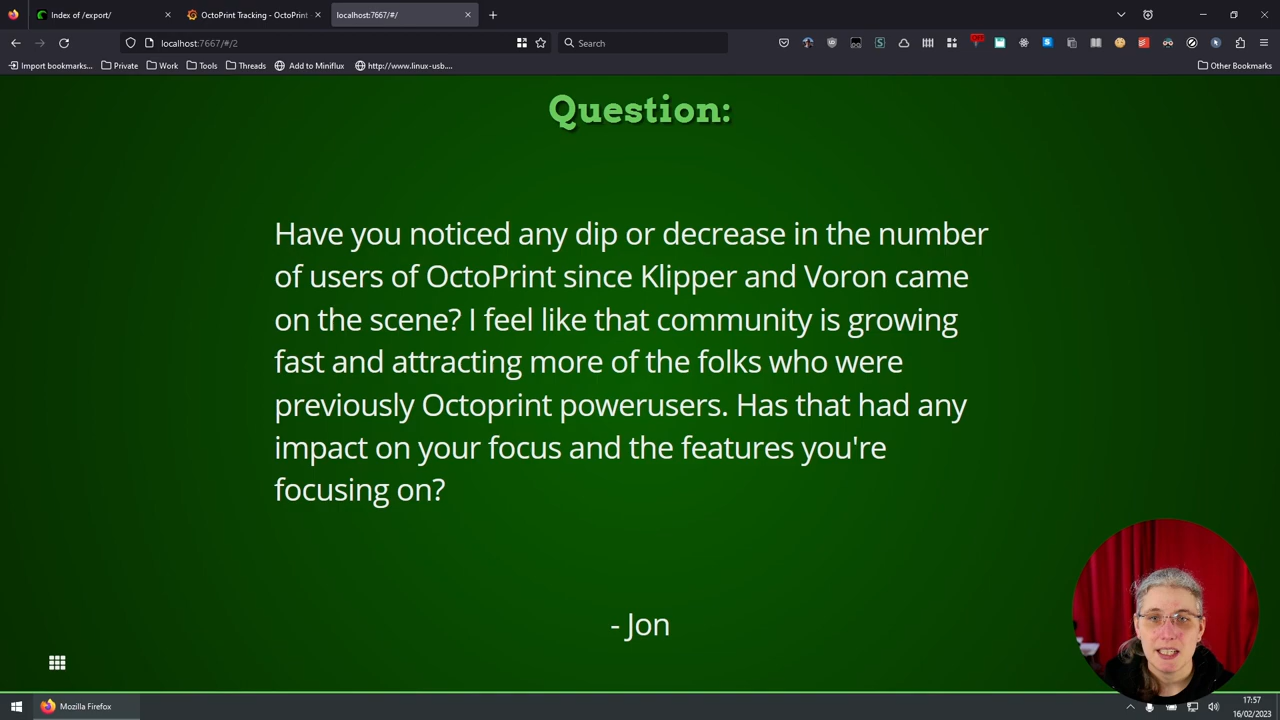 Index of /export/
OctoPrint Tracking - OctoPrint
localhost:7667/#/
localhost:7667/#/2
Search
Import bookmarks...
Private
Work
Tools
Threads
Add to Miniflux
http://www.linux-usb....
Other Bookmarks
Question:
Have you noticed any dip or decrease in the number
of users of OctoPrint since Klipper and Voron came
on the scene? I feel like that community is growing
fast and attracting more of the folks who were
previously Octoprint powerusers. Has that had any
impact on your focus and the features you're
focusing on?
- Jon
Mozilla Firefox
17:57
16/02/2023